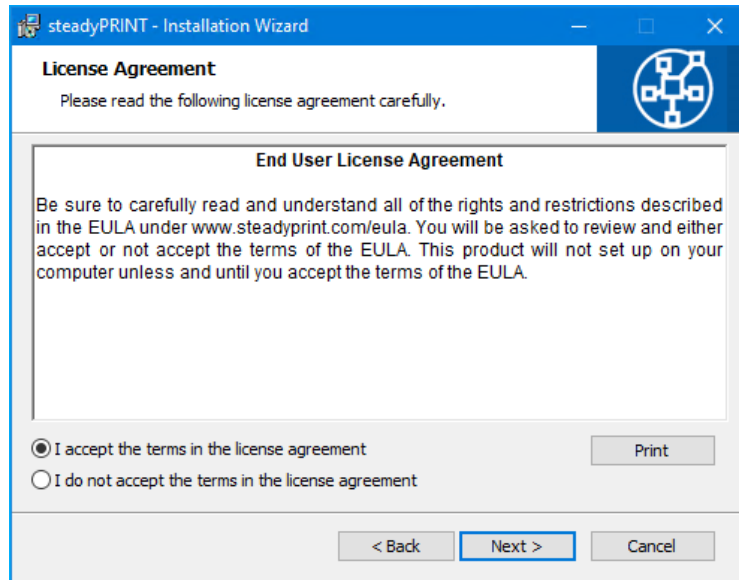 steadyPRINT - Installation Wizard
License Agreement
Please read the following license agreement carefully.
End User License Agreement
Be sure to carefully read and understand all of the rights and restrictions described
in the EULA under www.steadyprint.com/eula. You will be asked to review and either
accept or not accept the terms of the EULA. This product will not set up on your
computer unless and until you accept the terms of the EULA.
I accept the terms in the license agreement
Print
I do not accept the terms in the license agreement
< Back
Next >
Cancel